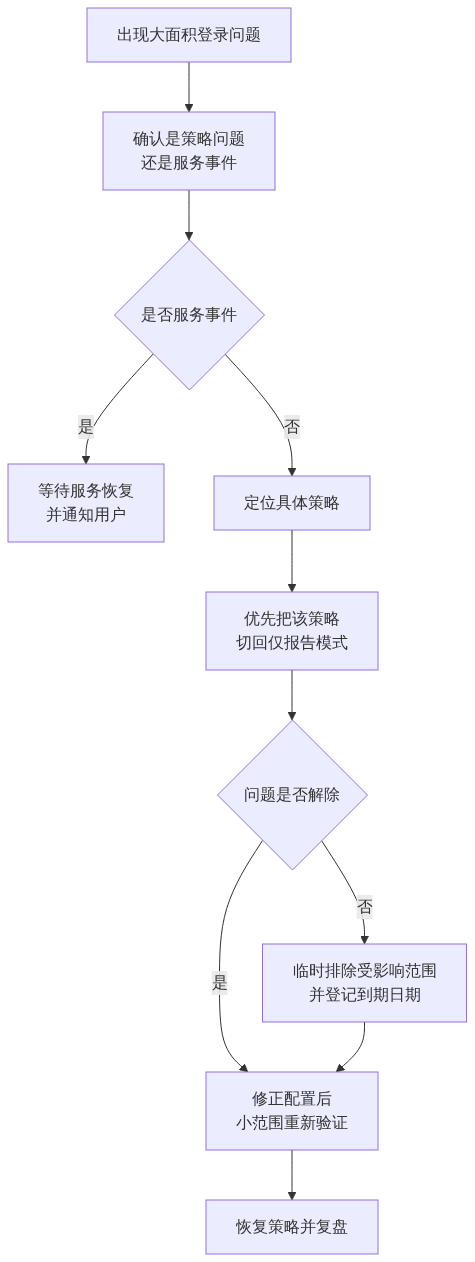 出现大面积登录问题
确认是策略问题
还是服务事件
是否服务事件
是
否
等待服务恢复
并通知用户
定位具体策略
优先把该策略
切回仅报告模式
问题是否解除
否
临时排除受影响范围
并登记到期日期
是
修正配置后
小范围重新验证
恢复策略并复盘